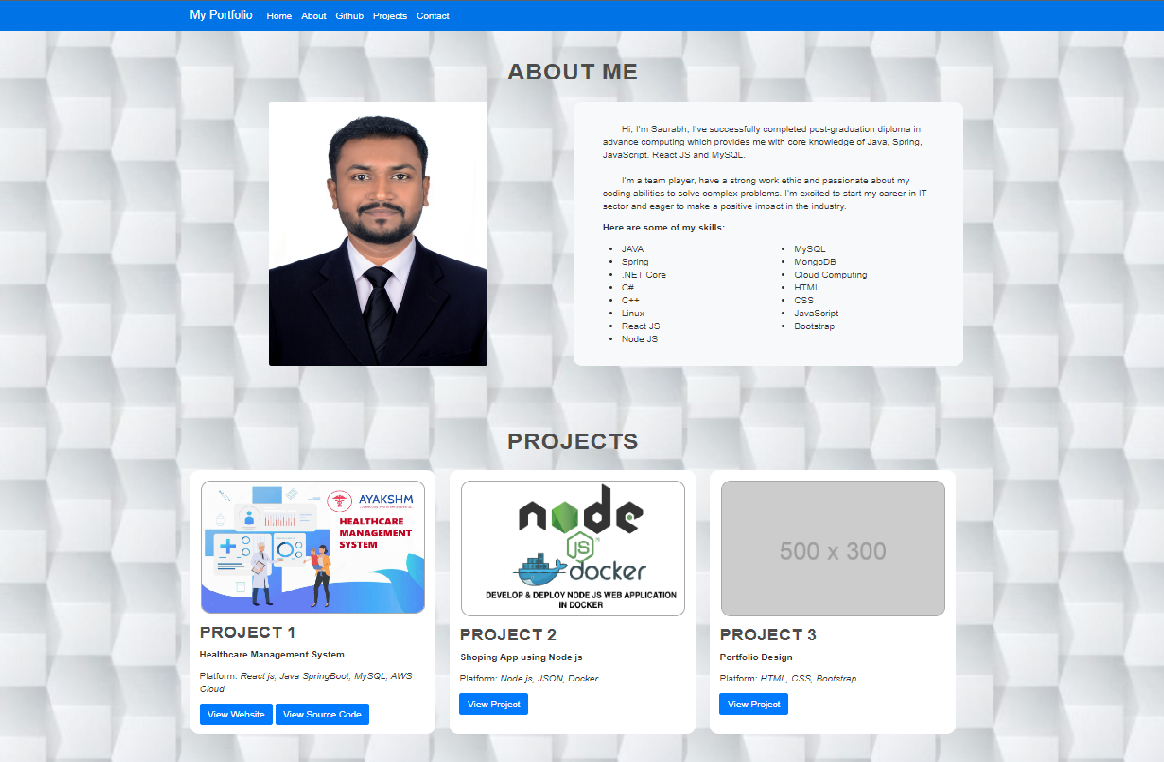 My Portfolio Home About Github Projects Contact
ABOUT ME
Hi, I'm Saurabh, I've successfully completed post-graduation diploma in
advance computing which provides me with core knowledge of Java, Spring,
JavaScript, React JS and MySQL.
I'm a team player, have a strong work ethic and passionate about my
coding abilities to solve complex problems. I'm excited to start my career in IT
sector and eager to make a positive impact in the industry.
Here are some of my skills:
JAVA
Spring
.NET Core
C#
C++
Linux
React JS
Node JS
MySQL
MongoDB
Cloud Computing
HTML
CSS
JavaScript
Bootstrap
PROJECTS
AYAKSHM
HEALTHCARE
MANAGEMENT
SYSTEM
PROJECT 1
Healthcare Management System
Platform: React js, Java SpringBoot, MySQL, AWS
Cloud
View Website View Source Code
node
JS
docker
DEVELOP & DEPLOY NODE JS WEB APPLICATION
IN DOCKER
PROJECT 2
Shoping App using Node js
Platform: Node js, JSON, Docker
View Project
500 x 300
PROJECT 3
Portfolio Design
Platform: HTML, CSS, Bootstrap
View Project